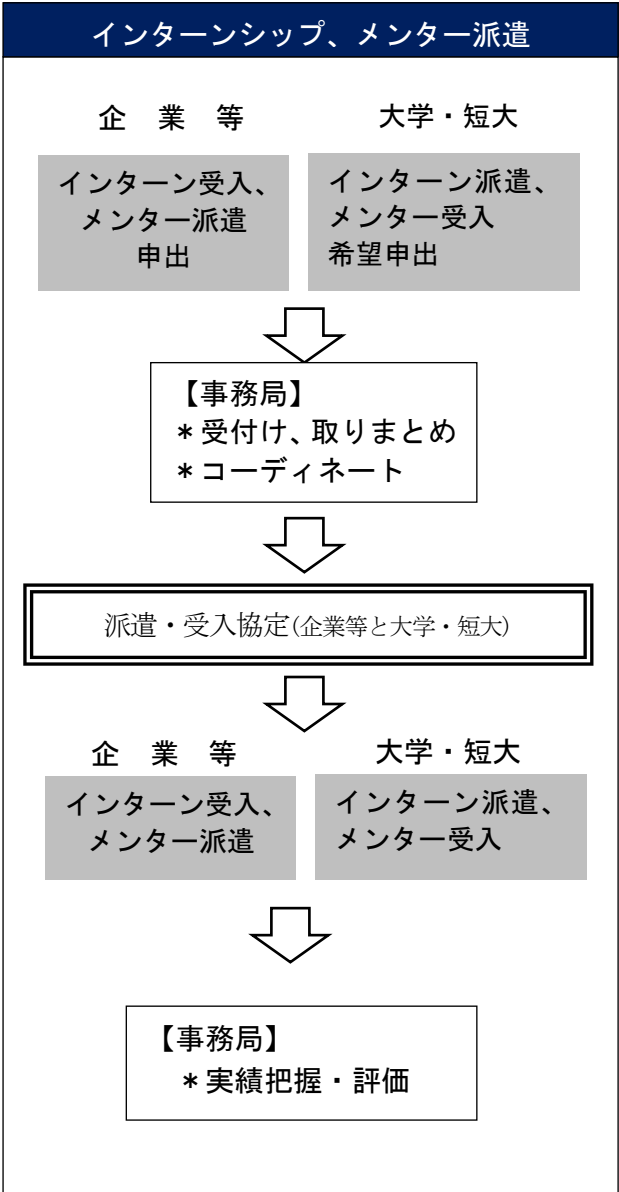 インターンシップ、メンター派遣
企　業　等
大学・短大
インターン受入、
メンター派遣
申出
インターン派遣、
メンター受入
希望申出
【事務局】
＊受付け、取りまとめ
＊コーディネート
派遣・受入協定(企業等と大学・短大)
企　業　等
大学・短大
インターン受入、
メンター派遣
インターン派遣、
メンター受入
【事務局】
＊実績把握・評価